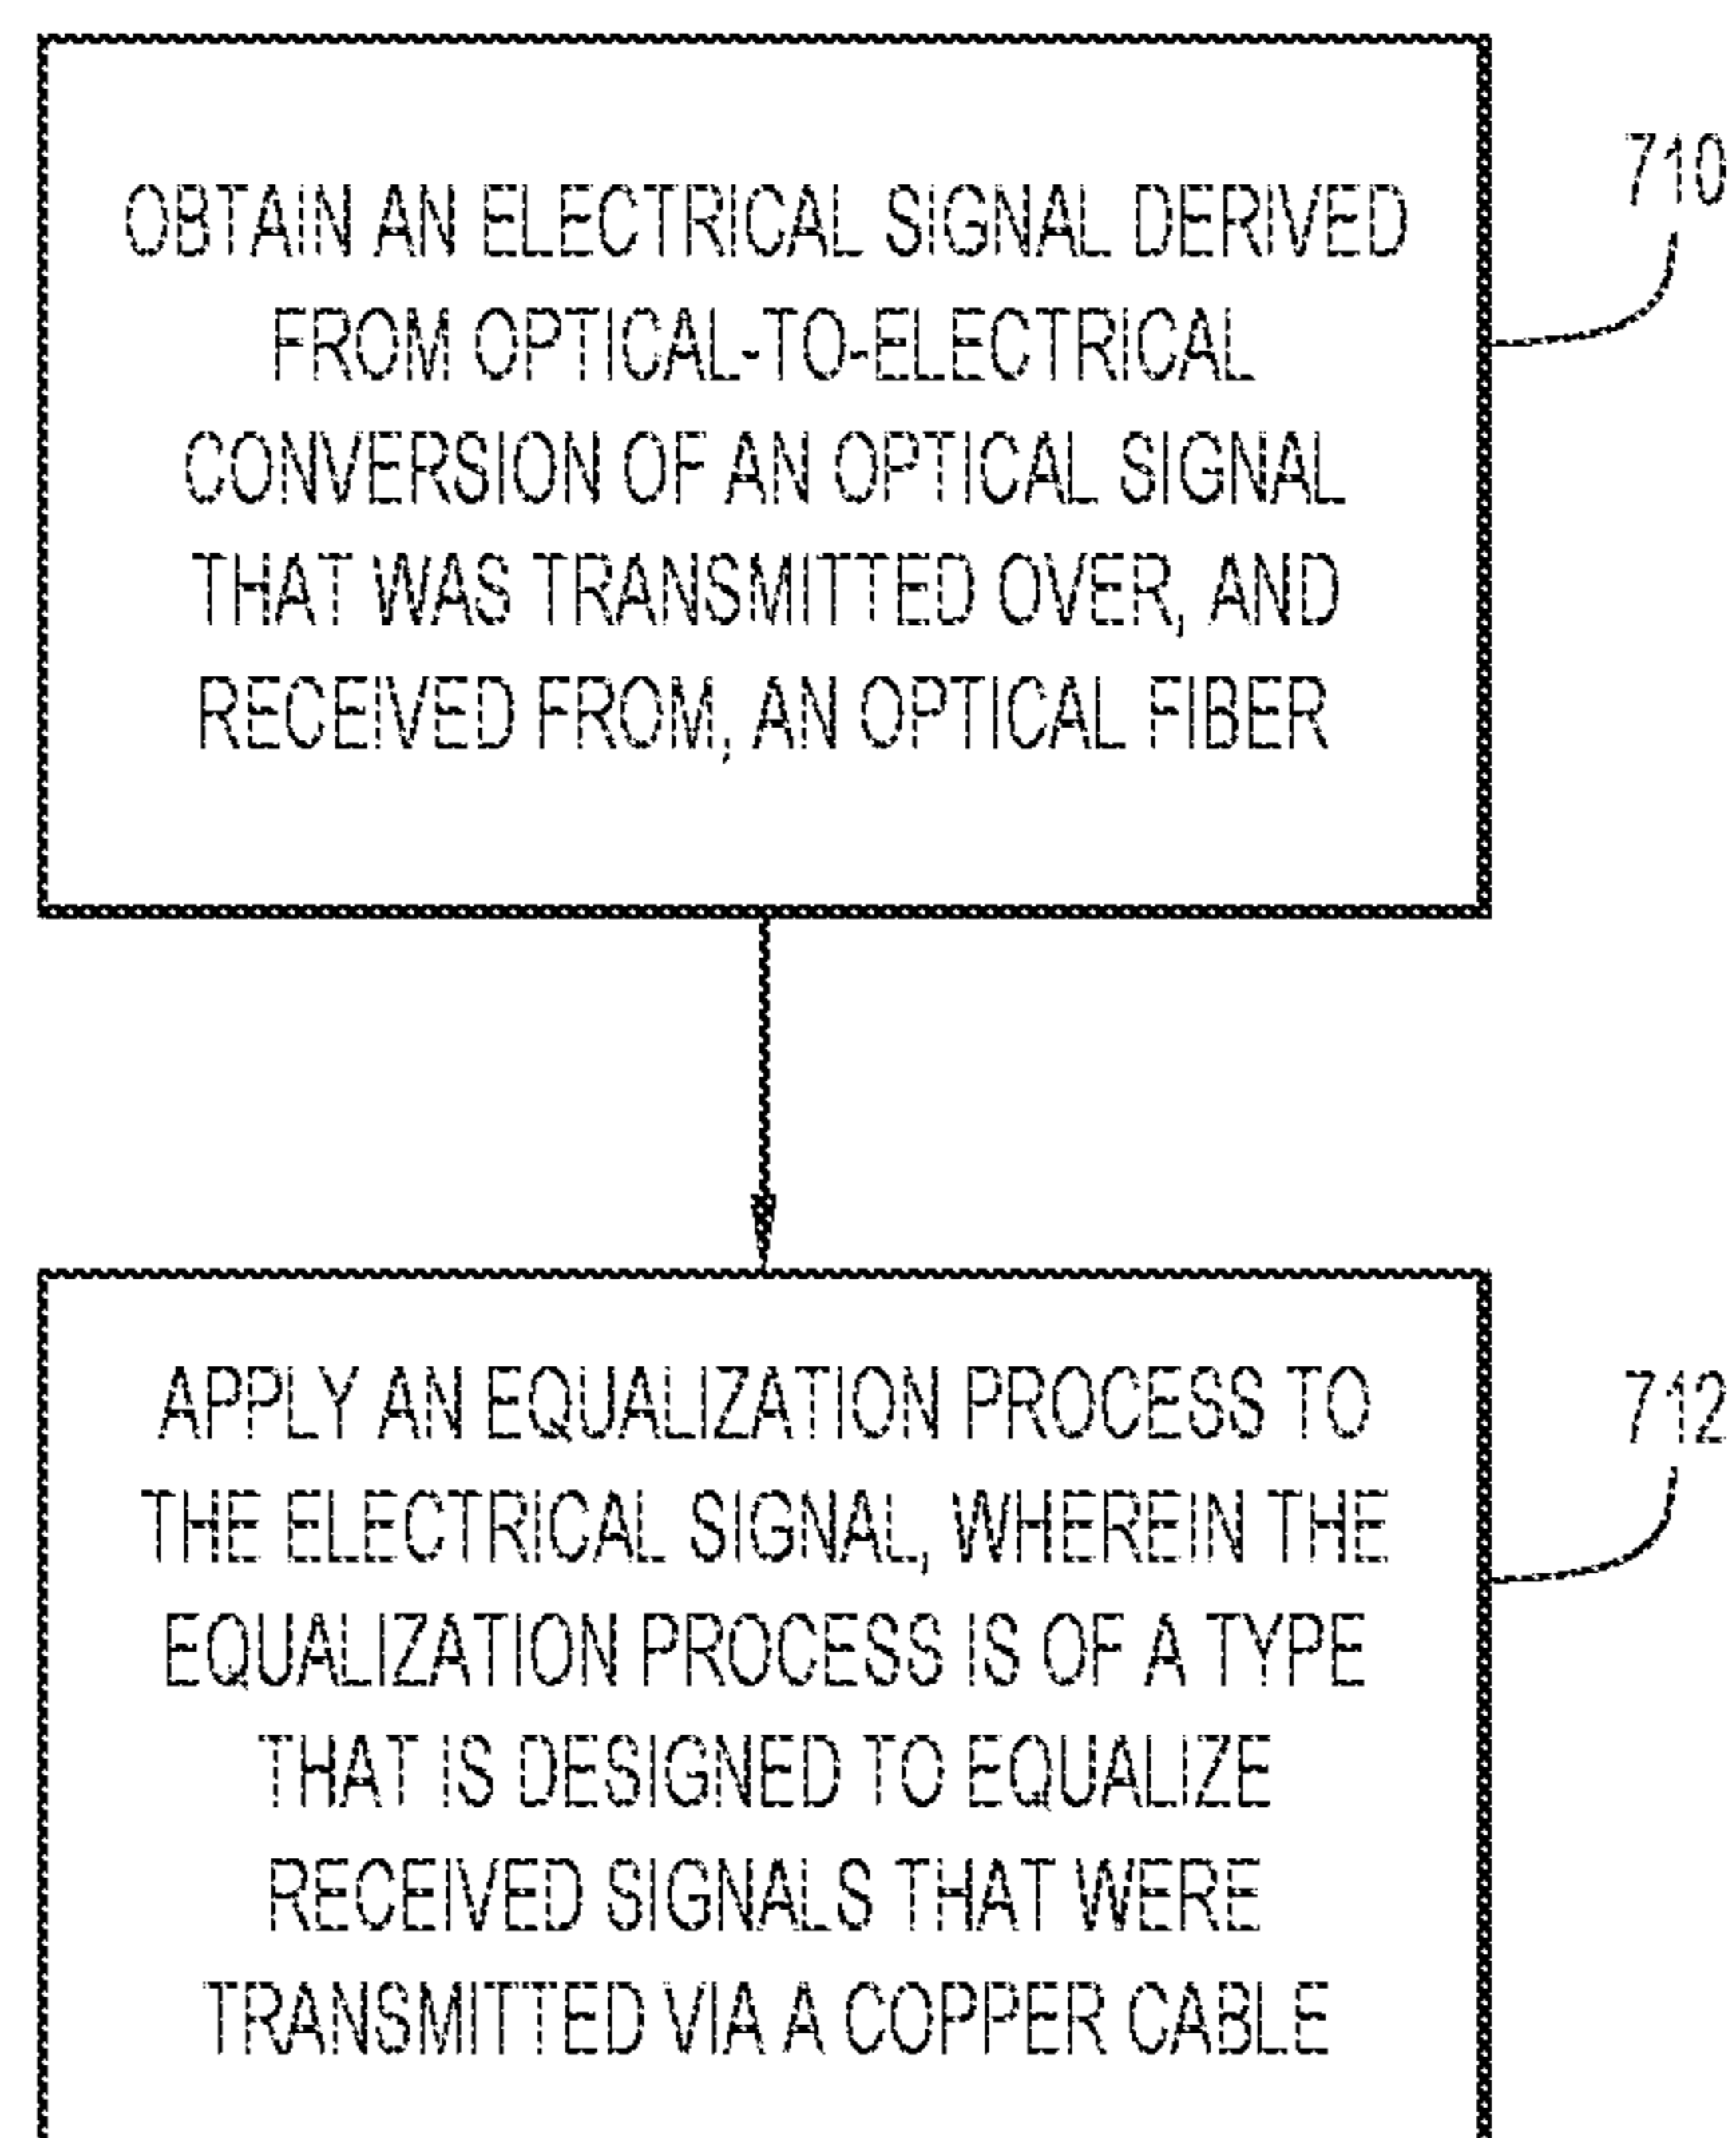 OBTAIN AN ELECTRICAL SIGNAL DERIVED
FROM OPTICAL-TO-ELECTRICAL
CONVERSION OF AN OPTICAL SIGNAL
THAT WAS TRANSMITTED OVER, AND
RECEIVED FROM, AN OPTICAL FIBER
710
APPLY AN EQUALIZATION PROCESS TO
THE ELECTRICAL SIGNAL, WHEREIN THE
EQUALIZATION PROCESS IS OF A TYPE
THAT IS DESIGNED TO EQUALIZE
RECEIVED SIGNALS THAT WERE
TRANSMITTED VIA A COPPER CABLE
712